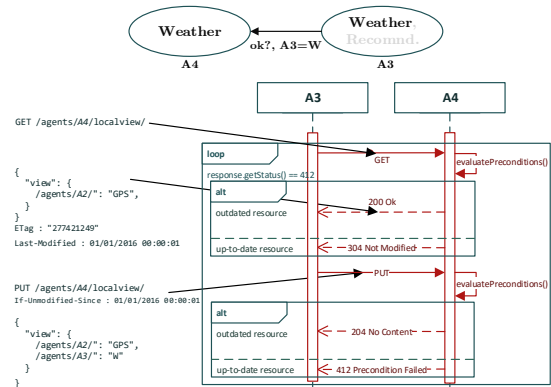 Weather
Weather,
Recomnd.
ok?, A3=W
A4
A3
A3
A4
GET /agents/A4/localview/
loop
GET
evaluatePreconditions()
response.getStatus() == 412
{
"view": {
/agents/A2/": "GPS",
}
}
ETag : "277421249"
Last-Modified : 01/01/2016 00:00:01
alt
200 Ok
outdated resource
up-to-date resource
304 Not Modified
PUT /agents/A4/localview/
If-Unmodified-Since : 01/01/2016 00:00:01
PUT
evaluatePreconditions()
{
"view": {
/agents/A2/": "GPS",
/agents/A3/": "W"
}
}
alt
outdated resource
204 No Content
up-to-date resource
412 Precondition Failed